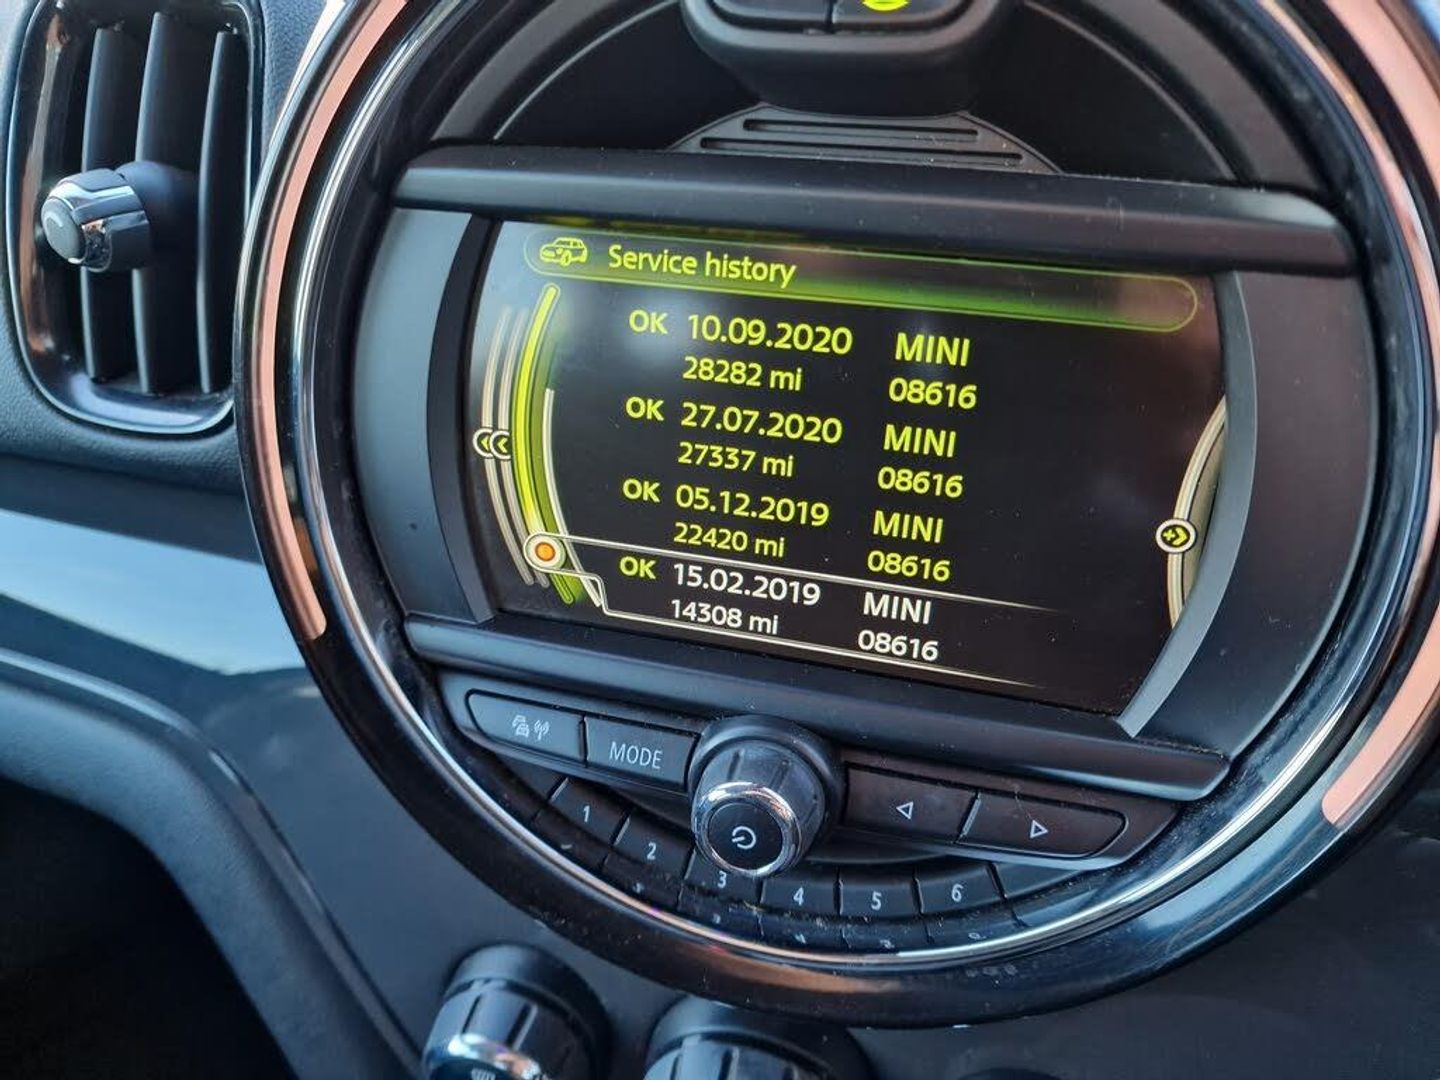 Service history
OK 10.09.2020 MINI
28282 mi 08616
OK 27.07.2020 MINI
27337 mi 08616
OK 05.12.2019 MINI
22420 mi 08616
OK 15.02.2019 MINI
14308 mi 08616
MODE
1 2 3 4 5 6